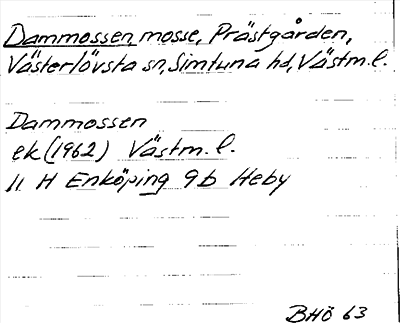 Dammossen, mosse, Prästgården,
Västerlövsta sn, Simtuna hd, Västm. l.
Dammossen
ek (1962) Västm. l.
11 H Enköping 9b Heby
BHÖ 63